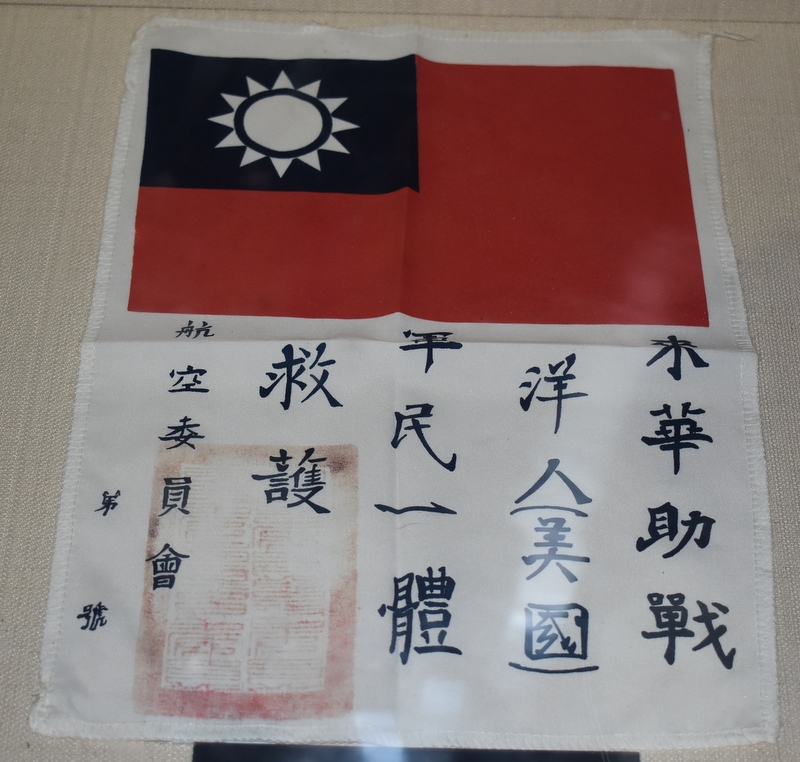 來華助戰
洋人(美國)
軍民一體
救護
航空委員會
第 號